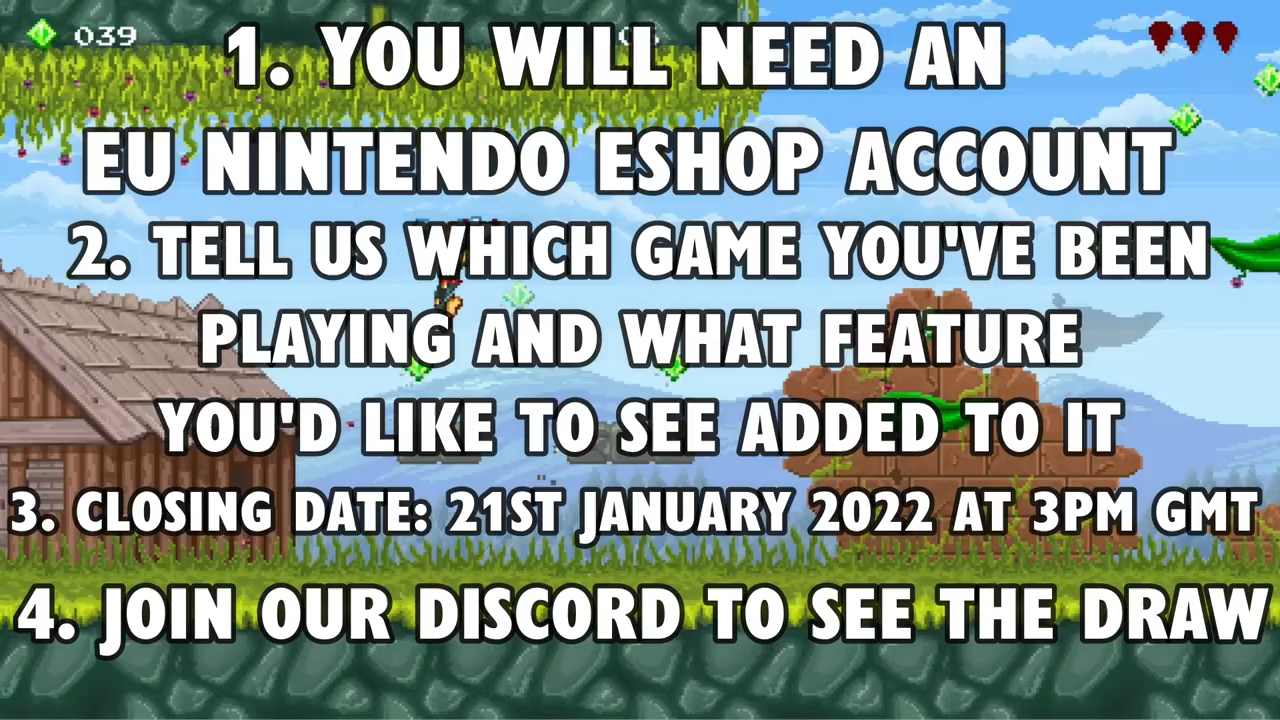 039
1. YOU WILL NEED AN
EU NINTENDO ESHOP ACCOUNT
2. TELL US WHICH GAME YOU'VE BEEN
PLAYING AND WHAT FEATURE
YOU'D LIKE TO SEE ADDED TO IT
3. CLOSING DATE: 21ST JANUARY 2022 AT 3PM GMT
4. JOIN OUR DISCORD TO SEE THE DRAW